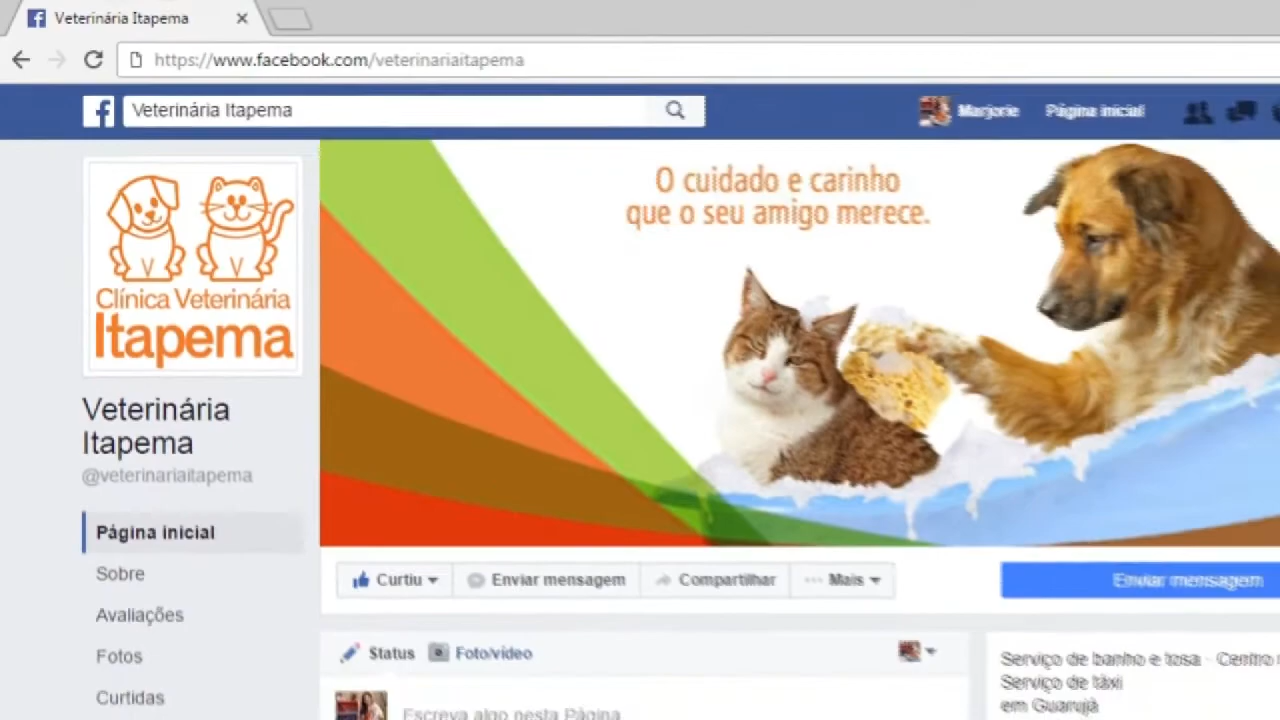 Veterinária Itapema
https://www.facebook.com/veterinariaitapema
Veterinária Itapema
Marjorie
Página inicial
O cuidado e carinho
que o seu amigo merece.
Clínica Veterinária
Itapema
Veterinária
Itapema
@veterinariaitapema
Página inicial
Sobre
Avaliações
Fotos
Curtidas
Curtiu
Enviar mensagem
Compartilhar
Mais
Enviar mensagem
Status
Foto/vídeo
Escreva algo nesta Página
Serviço de banho e tosa · Centro
Serviço de táxi
em Guarujá